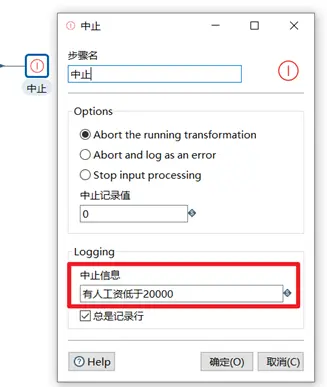 中止
中止
步骤名
中止
Options
Abort the running transformation
Abort and log as an error
Stop input processing
中止记录值
0
Logging
中止信息
有人工资低于20000
总是记录行
Help 确定(O) 取消(C)